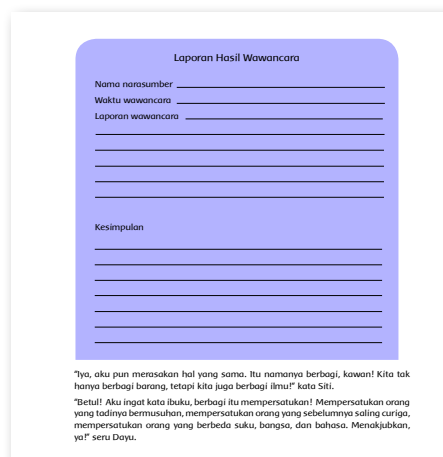 Laporan Hasil Wawancara
Nama narasumber
Waktu wawancara
Laporan wawancara
Kesimpulan
“Iya, aku pun merasakan hal yang sama. Itu namanya berbagi, kawan! Kita tak
hanya berbagi barang, tetapi kita juga berbagi ilmu!” kata Siti.
“Betul! Aku ingat kata ibuku, berbagi itu mempersatukan! Mempersatukan orang
yang tadinya bermusuhan, mempersatukan orang yang sebelumnya saling curiga,
mempersatukan orang yang berbeda suku, bangsa, dan bahasa. Menakjubkan,
ya!” seru Dayu.